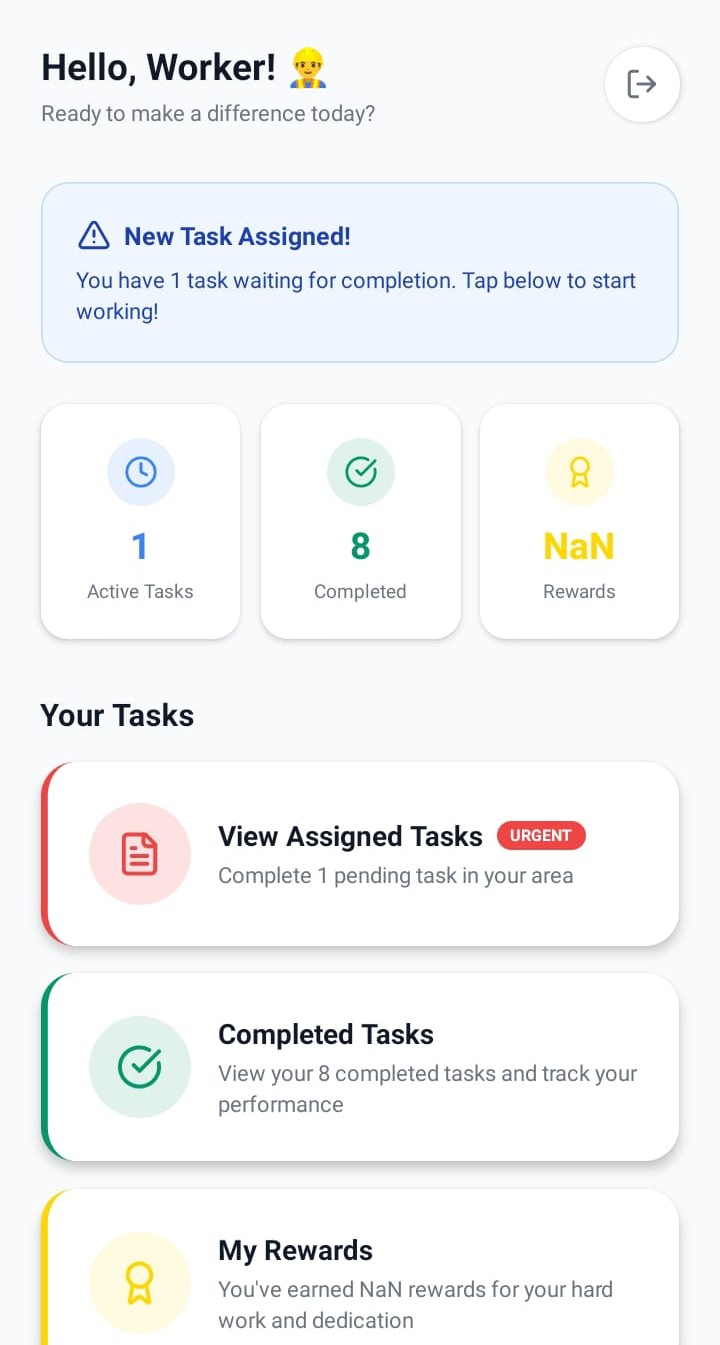 Hello, Worker! 👷
Ready to make a difference today?
New Task Assigned!
You have 1 task waiting for completion. Tap below to start
working!
1
Active Tasks
8
Completed
NaN
Rewards
Your Tasks
View Assigned Tasks URGENT
Complete 1 pending task in your area
Completed Tasks
View your 8 completed tasks and track your
performance
My Rewards
You've earned NaN rewards for your hard
work and dedication